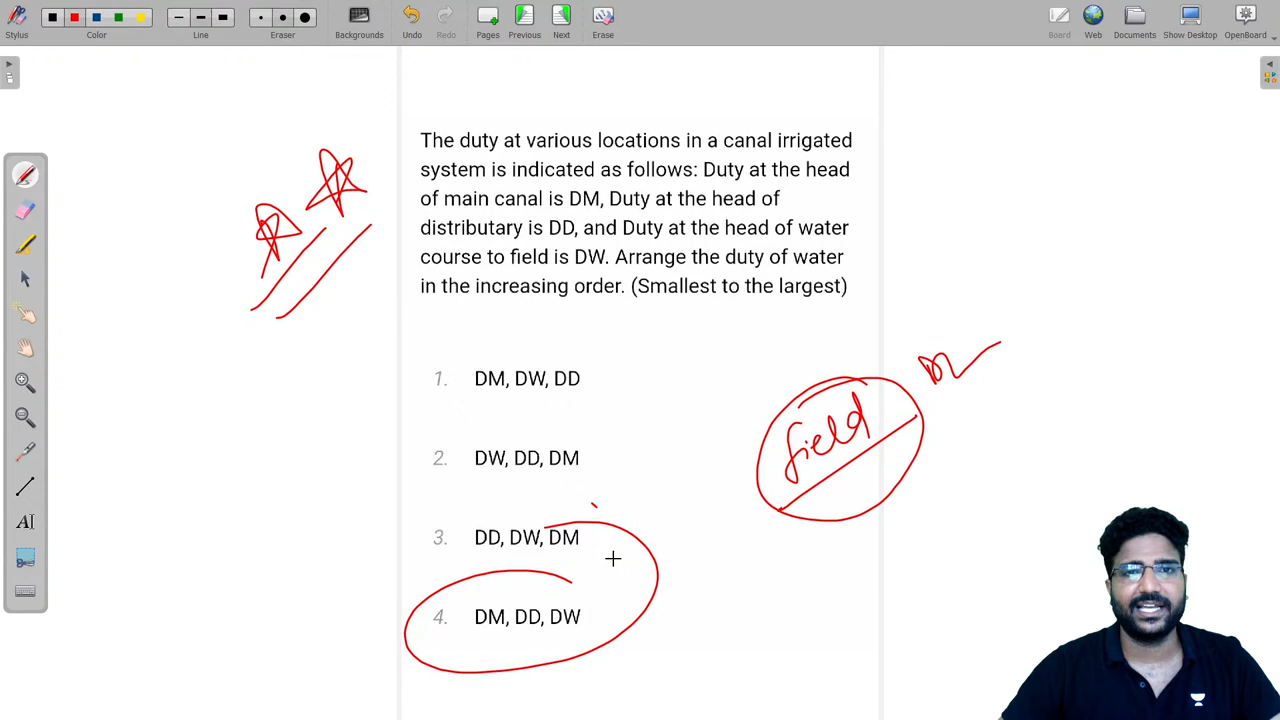 Stylus
Color
Line
Eraser
Backgrounds
Undo
Redo
Pages
Previous
Next
Erase
Board
Web
Documents
Show Desktop
OpenBoard
The duty at various locations in a canal irrigated
system is indicated as follows: Duty at the head
of main canal is DM, Duty at the head of
distributary is DD, and Duty at the head of water
course to field is DW. Arrange the duty of water
in the increasing order. (Smallest to the largest)
1. DM, DW, DD
2. DW, DD, DM
3. DD, DW, DM
4. DM, DD, DW
field